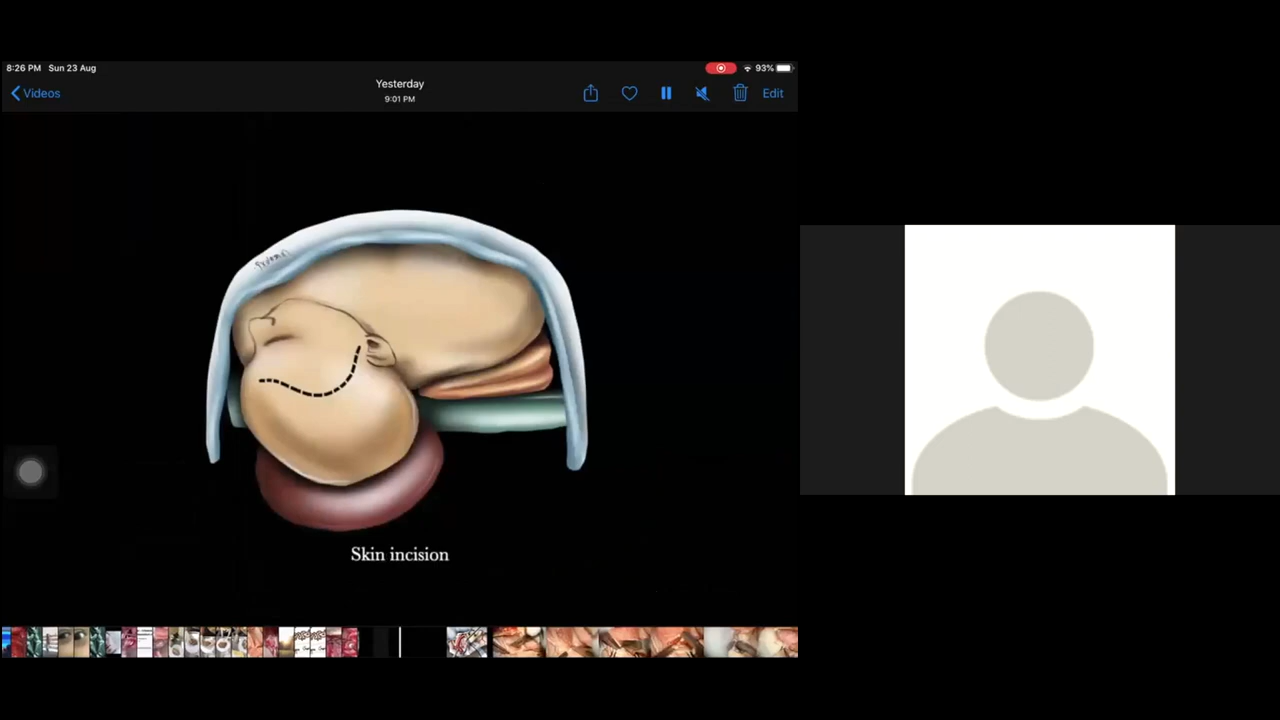 8:26 PM Sun 23 Aug
93%
Yesterday
Videos
9:01 PM
Edit
Skin incision